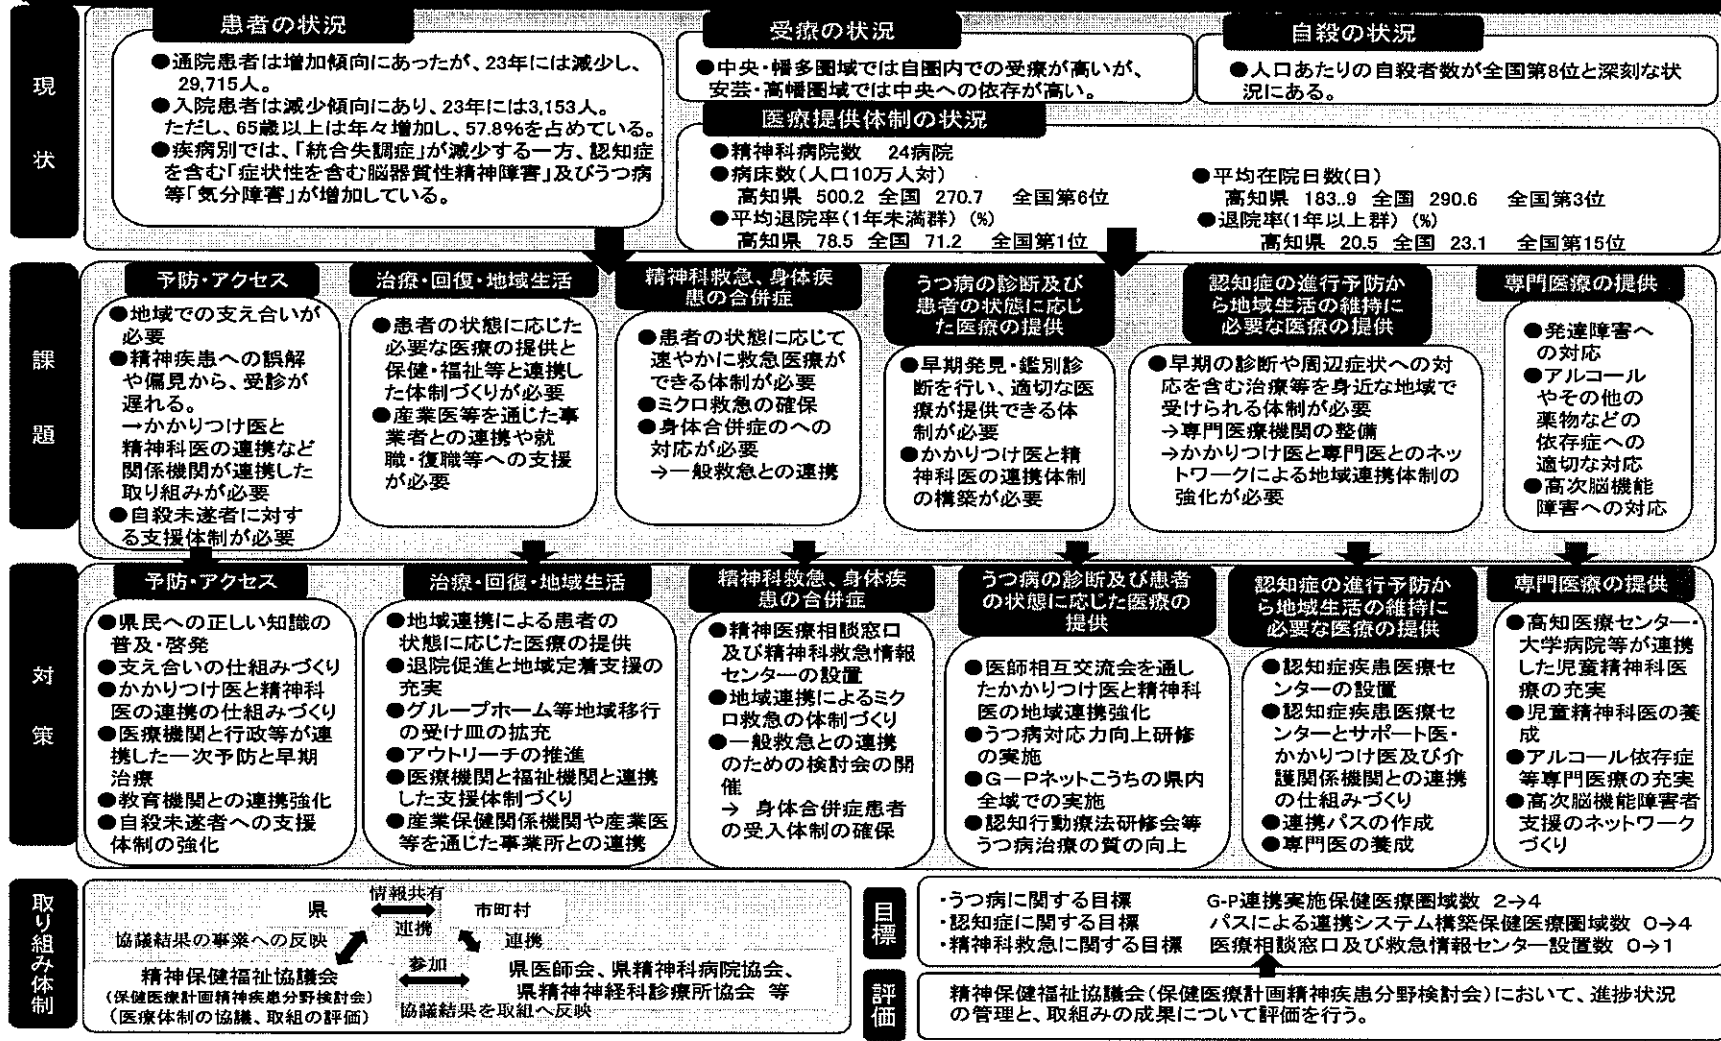 現状
患者の状況
●通院患者は増加傾向にあったが、23年には減少し、
29,715人。
●入院患者は減少傾向にあり、23年には3,153人。
ただし、65歳以上は年々増加し、57.8%を占めている。
●疾病別では、「統合失調症」が減少する一方、認知症
を含む「症状性を含む脳器質性精神障害」及びうつ病
等「気分障害」が増加している。
受療の状況
●中央・幡多圏域では自圏内での受療が高いが、
安芸・高幡圏域では中央への依存が高い。
自殺の状況
●人口あたりの自殺者数が全国第8位と深刻な状
況にある。
医療提供体制の状況
●精神科病院数 24病院
●病床数(人口10万人対)
高知県 500.2 全国 270.7 全国第6位
●平均退院率(1年未満群) (%)
高知県 78.5 全国 71.2 全国第1位
●平均在院日数(日)
高知県 183..9 全国 290.6 全国第3位
●退院率(1年以上群) (%)
高知県 20.5 全国 23.1 全国第15位
課題
予防・アクセス
●地域での支え合いが
必要
●精神疾患への誤解
や偏見から、受診が
遅れる。
→かかりつけ医と
精神科医の連携など
関係機関が連携した
取り組みが必要
●自殺未遂者に対す
る支援体制が必要
治療・回復・地域生活
●患者の状態に応じた
必要な医療の提供と
保健・福祉等と連携し
た体制づくりが必要
●産業医等を通じた事
業者との連携や就
職・復職等への支援
が必要
精神科救急、身体疾
患の合併症
●患者の状態に応じて
速やかに救急医療が
できる体制が必要
●ミクロ救急の確保
●身体合併症のへの
対応が必要
→一般救急との連携
うつ病の診断及び
患者の状態に応じ
た医療の提供
●早期発見・鑑別診
断を行い、適切な医
療が提供できる体
制が必要
●かかりつけ医と精
神科医の連携体制
の構築が必要
認知症の進行予防か
ら地域生活の維持に
必要な医療の提供
●早期の診断や周辺症状への対
応を含む治療等を身近な地域で
受けられる体制が必要
→専門医療機関の整備
→かかりつけ医と専門医とのネッ
トワークによる地域連携体制の
強化が必要
専門医療の提供
●発達障害へ
の対応
●アルコール
やその他の
薬物などの
依存症への
適切な対応
●高次脳機能
障害への対応
対策
予防・アクセス
●県民への正しい知識の
普及・啓発
●支え合いの仕組みづくり
●かかりつけ医と精神科
医の連携の仕組みづくり
●医療機関と行政等が連
携した一次予防と早期
治療
●教育機関との連携強化
●自殺未遂者への支援
体制の強化
治療・回復・地域生活
●地域連携による患者の
状態に応じた医療の提供
●退院促進と地域定着支援の
充実
●グループホーム等地域移行
の受け皿の拡充
●アウトリーチの推進
●医療機関と福祉機関と連携
した支援体制づくり
●産業保健関係機関や産業医
等を通じた事業所との連携
精神科救急、身体疾
患の合併症
●精神医療相談窓口
及び精神科救急情報
センターの設置
●地域連携によるミク
ロ救急の体制づくり
●一般救急との連携
のための検討会の開
催
→ 身体合併症患者
の受入体制の確保
うつ病の診断及び患者
の状態に応じた医療の
提供
●医師相互交流会を通し
たかかりつけ医と精神科
医の地域連携強化
●うつ病対応力向上研修
の実施
●G-Pネットこうちの県内
全域での実施
●認知行動療法研修会等
うつ病治療の質の向上
認知症の進行予防か
ら地域生活の維持に
必要な医療の提供
●認知症疾患医療セ
ンターの設置
●認知症疾患医療セ
ンターとサポート医・
かかりつけ医及び介
護関係機関との連携
の仕組みづくり
●連携パスの作成
●専門医の養成
専門医療の提供
●高知医療センター・
大学病院等が連携
した児童精神科医
療の充実
●児童精神科医の養
成
●アルコール依存症
等専門医療の充実
●高次脳機能障害者
支援のネットワーク
づくり
取り組み体制
情報共有
県
市町村
連携
協議結果の事業への反映
連携
精神保健福祉協議会
(保健医療計画精神疾患分野検討会)
(医療体制の協議、取組の評価)
参加
協議結果を取組へ反映
県医師会、県精神科病院協会、
県精神神経科診療所協会 等
目標
・うつ病に関する目標 G-P連携実施保健医療圏域数 2→4
・認知症に関する目標 パスによる連携システム構築保健医療圏域数 0→4
・精神科救急に関する目標 医療相談窓口及び救急情報センター設置数 0→1
評価
精神保健福祉協議会(保健医療計画精神疾患分野検討会)において、進捗状況
の管理と、取組みの成果について評価を行う。